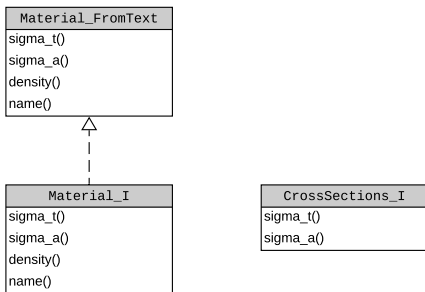 Material_FromText
sigma_t()
sigma_a()
density()
name()
Material_I
sigma_t()
sigma_a()
density()
name()
CrossSections_I
sigma_t()
sigma_a()